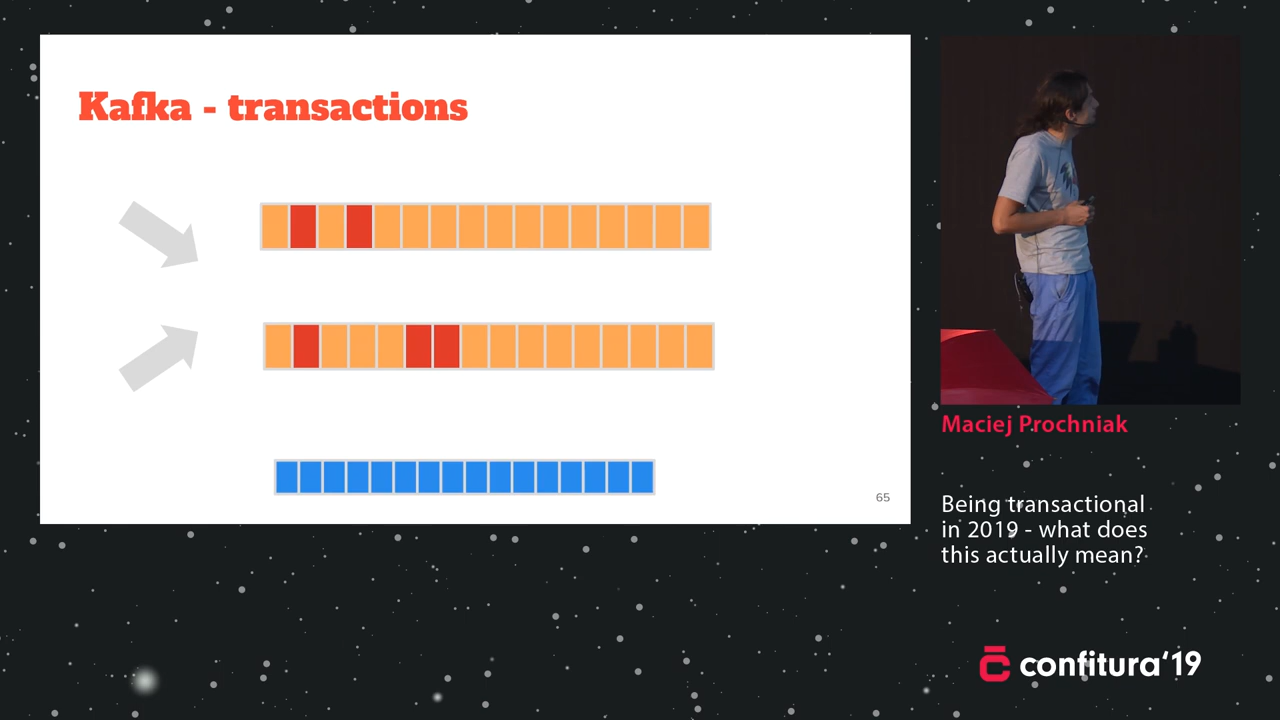 Kafka - transactions
65
Maciej Prochniak
Being transactional
in 2019 - what does
this actually mean?
confitura'19